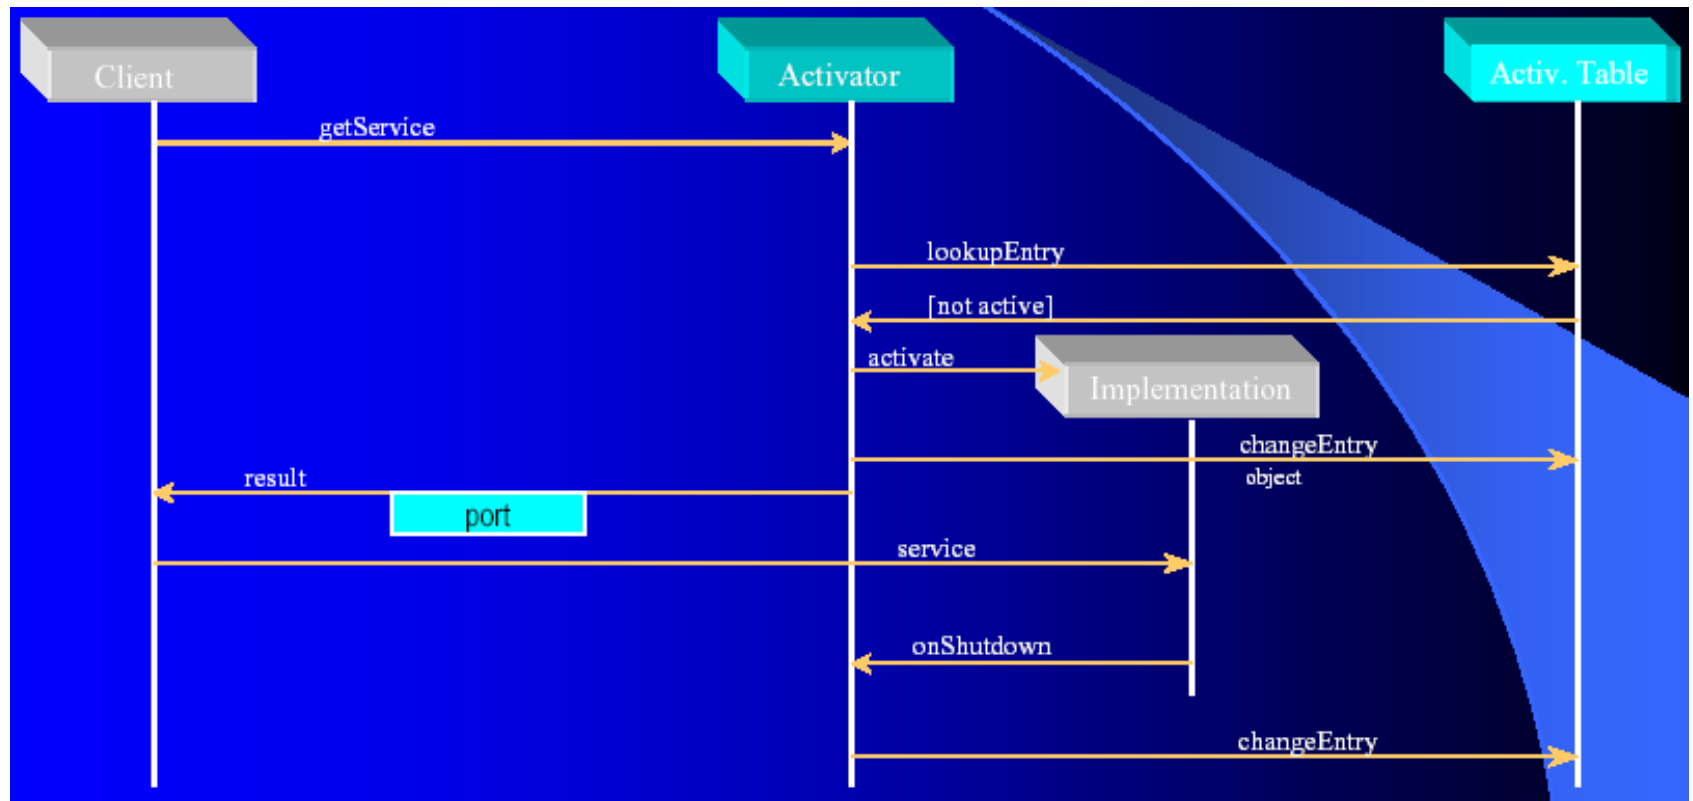 Client
Activator
Activ. Table
getService
lookupEntry
[not active]
activate
Implementation
changeEntry
object
result
port
service
onShutdown
changeEntry